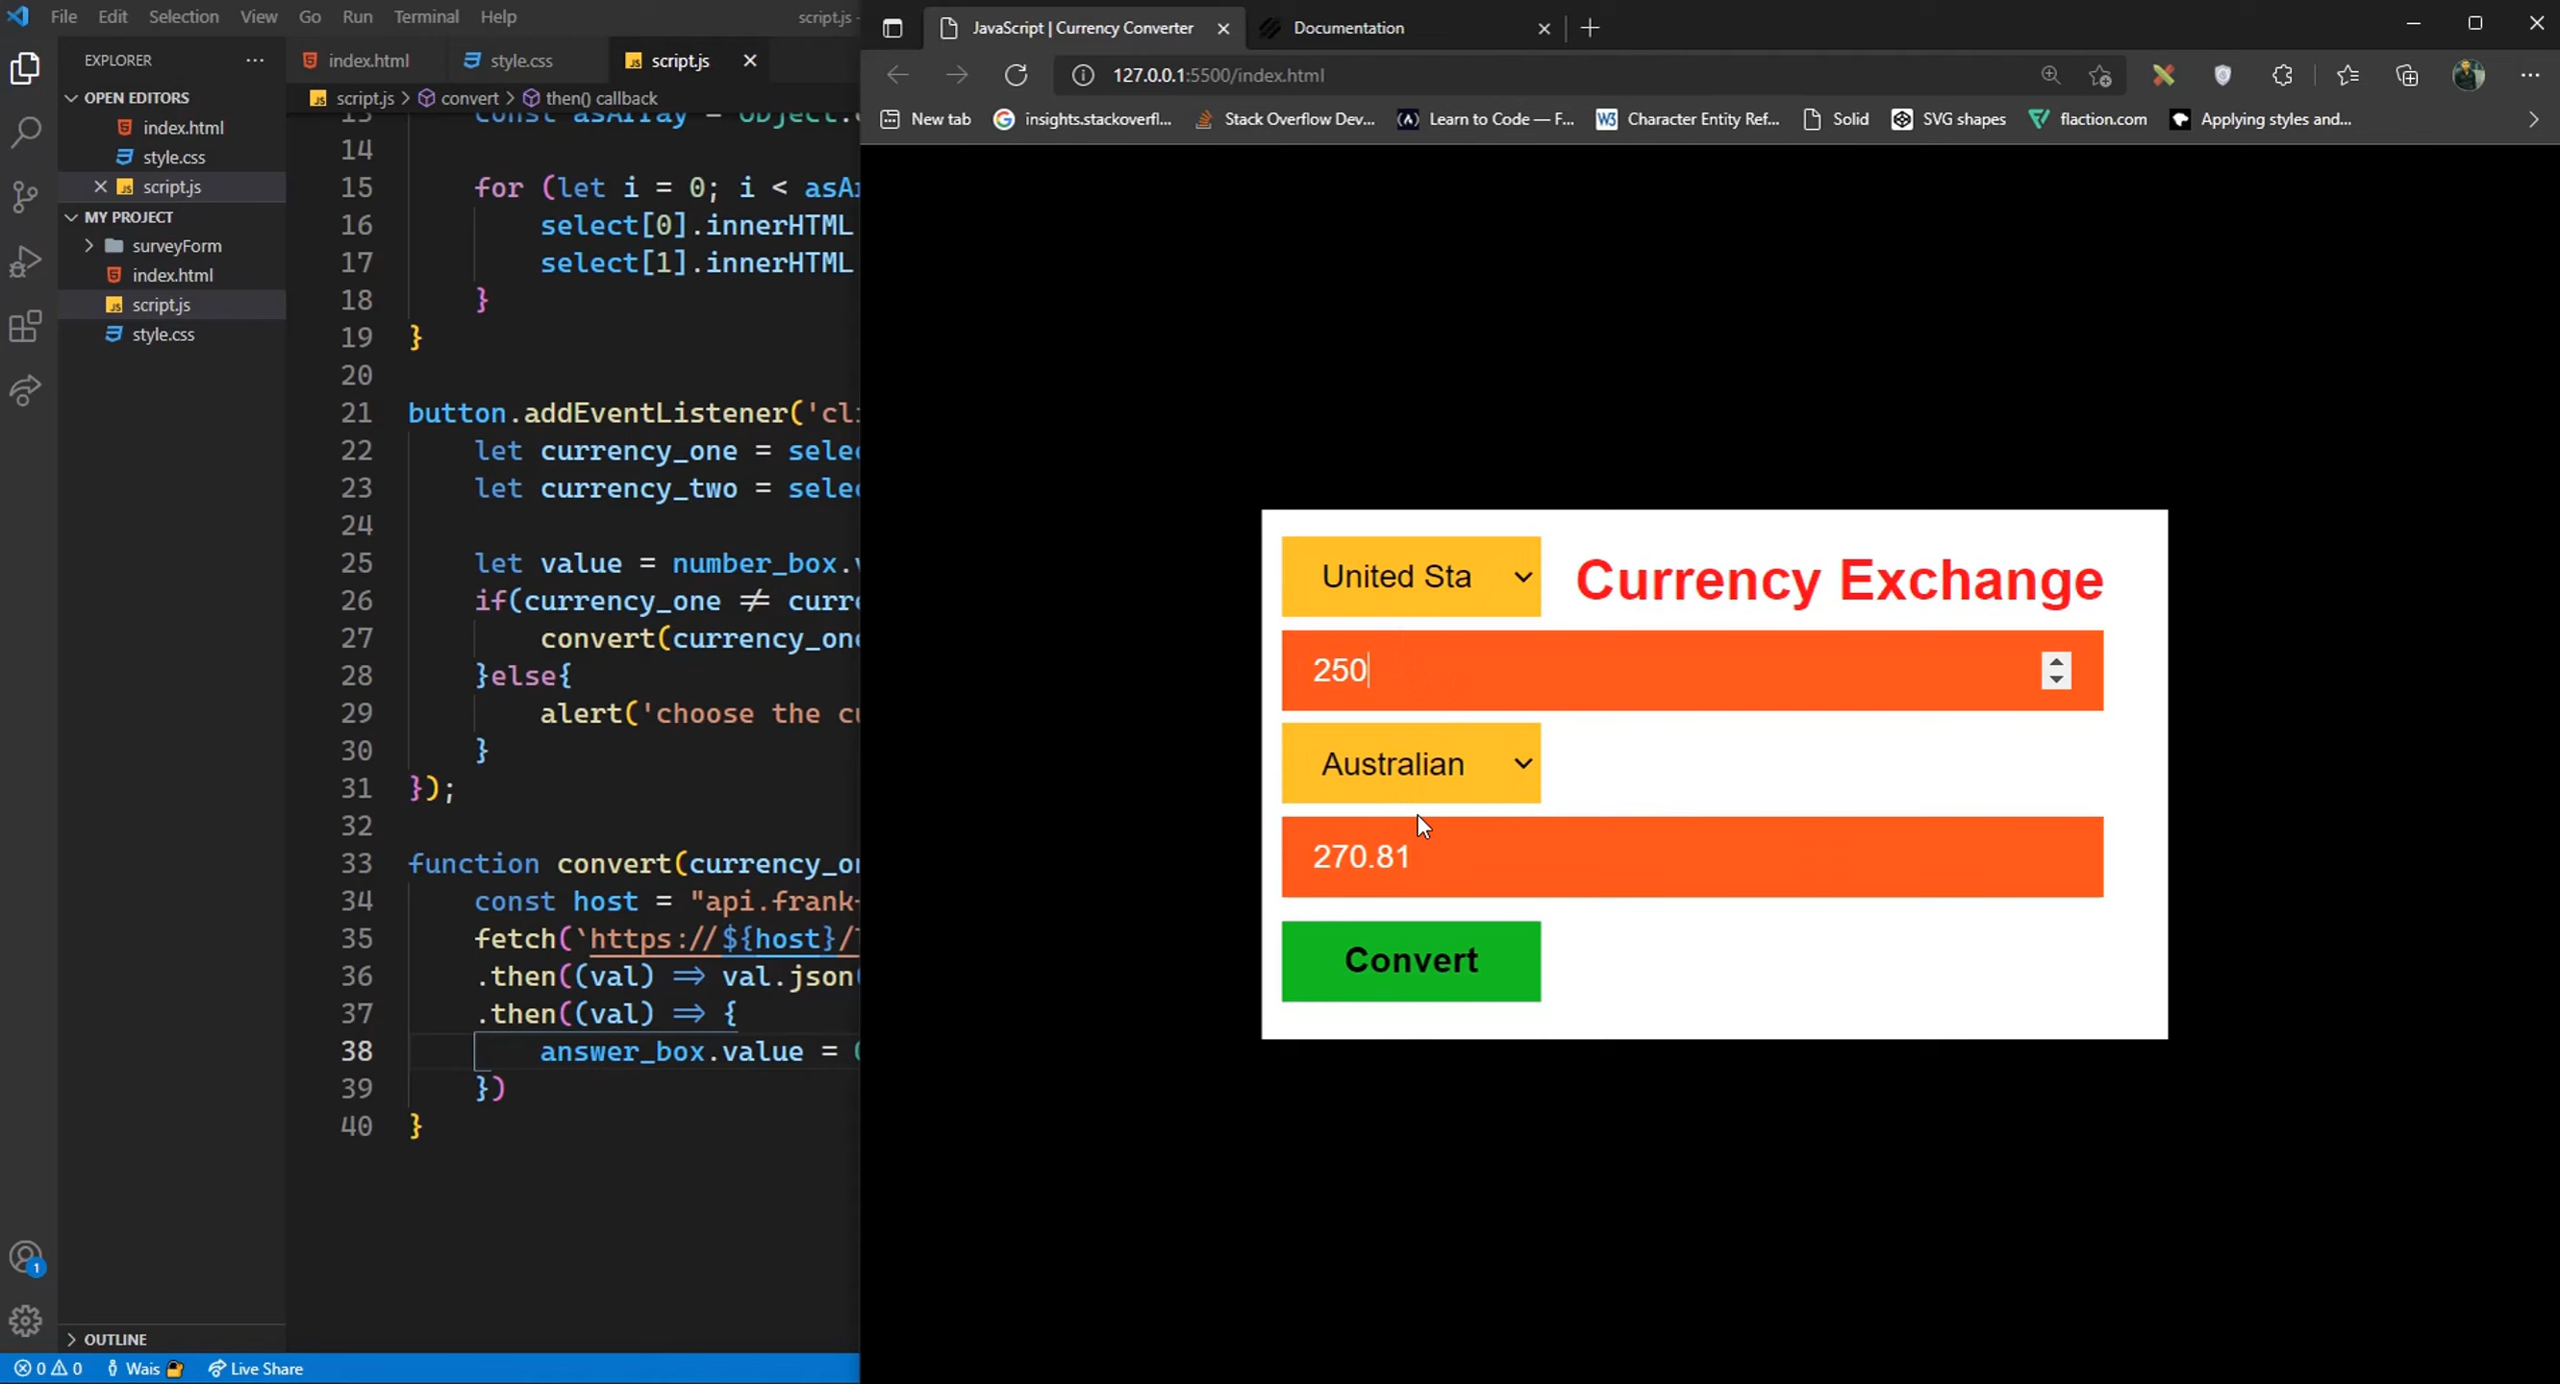 File Edit Selection View Go Run Terminal Help script.js -
EXPLORER
OPEN EDITORS
index.html
style.css
script.js
MY PROJECT
surveyForm
index.html
script.js
style.css
OUTLINE
index.html style.css script.js
script.js > convert > then() callback
13 const asArray = Object.
14
15 for (let i = 0; i <
16 select[0].innerHTML
17 select[1].innerHTML
18 }
19 }
20
21 button.addEventListener('cli
22 let currency_one = selec
23 let currency_two = selec
24
25 let value = number_box.v
26 if(currency_one ≠ curre
27 convert(currency_one
28 }else{
29 alert('choose the cu
30 }
31 });
32
33 function convert(currency_on
34 const host = "api.frank
35 fetch(`https://${host}/
36 .then((val) ⇒ val.json
37 .then((val) ⇒ {
38 answer_box.value =
39 })
40 }
1
0 0 Wais Live Share
JavaScript | Currency Converter
Documentation
127.0.0.1:5500/index.html
New tab insights.stackoverfl... Stack Overflow Dev... Learn to Code — F... W3 Character Entity Ref... Solid SVG shapes flaction.com Applying styles and...
United Sta
Currency Exchange
250
Australian
270.81
Convert